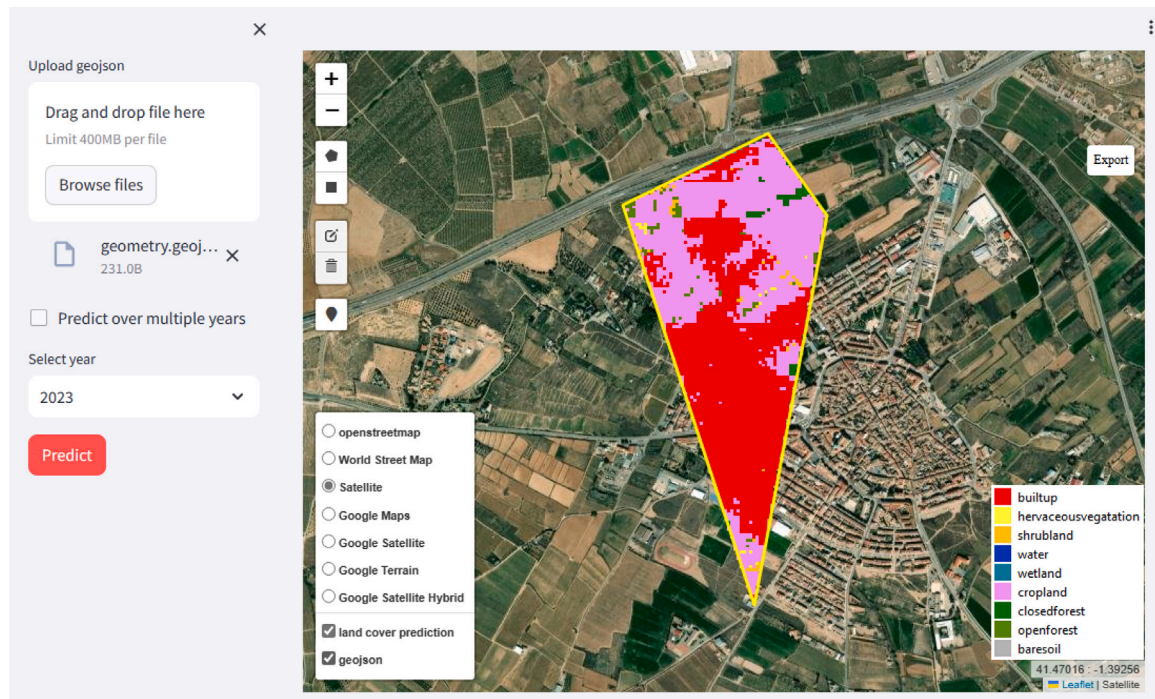 Upload geojson
Drag and drop file here
Limit 400MB per file
Browse files
geometry.geoj...
231.0B
Predict over multiple years
Select year
2023
Predict
+
−
Export
openstreetmap
World Street Map
Satellite
Google Maps
Google Satellite
Google Terrain
Google Satellite Hybrid
land cover prediction
geojson
builtup
hervaceousvegatation
shrubland
water
wetland
cropland
closedforest
openforest
baresoil
41.47016 : -1.39256
Leaflet | Satellite